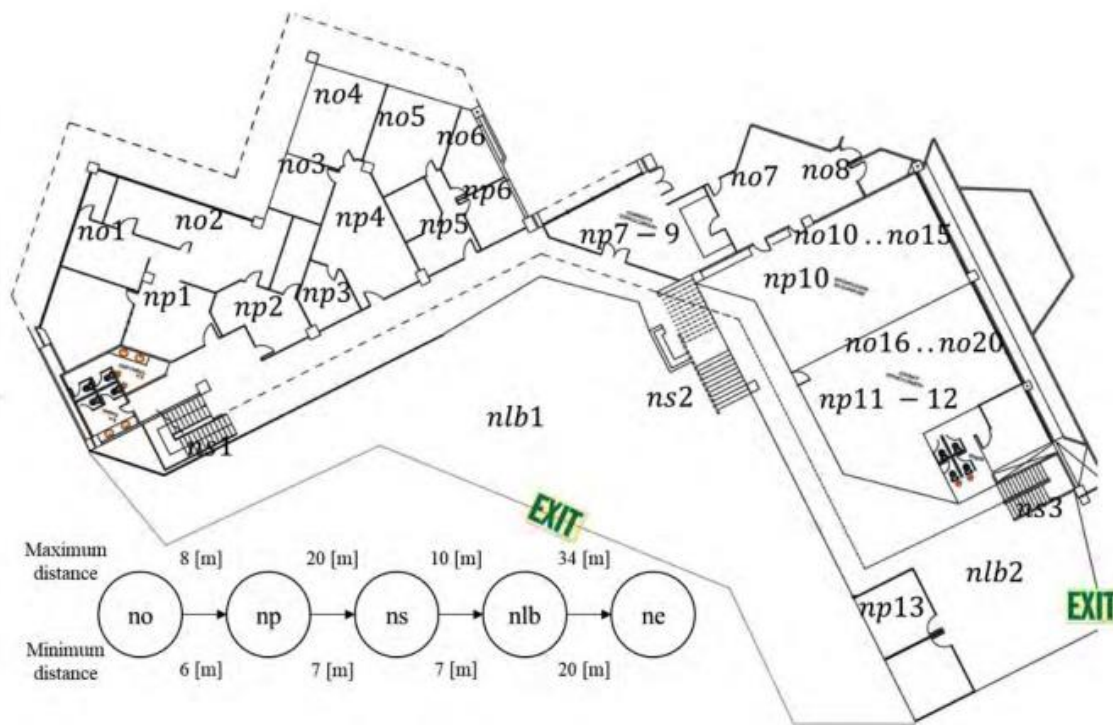 no4
no5
no6
no3
no7
no8
np6
no2
no1
np4
np5
np7 − 9
no10 .. no15
np10
np1
np2
np3
no16 .. no20
ns2
np11 − 12
nlb1
ns1
ns3
EXIT
Maximum
distance
8 [m]
20 [m]
10 [m]
34 [m]
nlb2
no
np
ns
nlb
ne
np13
EXIT
Minimum
distance
6 [m]
7 [m]
7 [m]
20 [m]